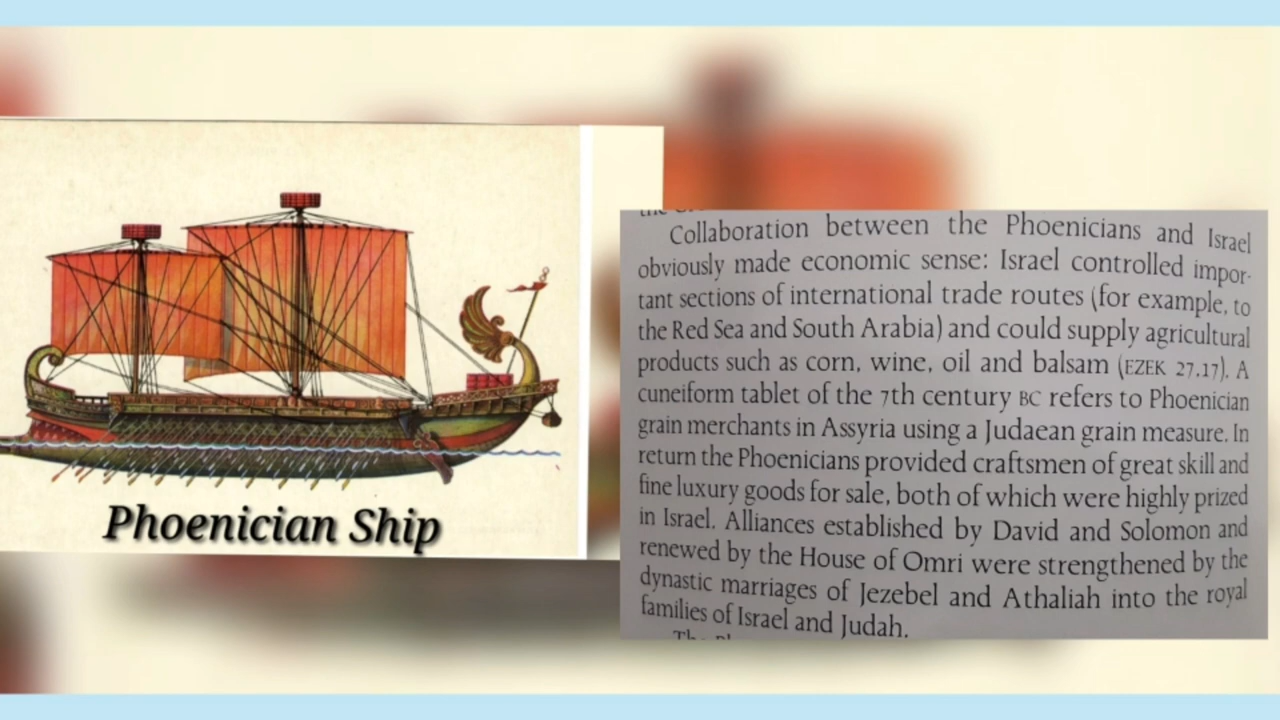 Phoenician Ship
Collaboration between the Phoenicians and Israel
obviously made economic sense: Israel controlled impor-
tant sections of international trade routes (for example, to
the Red Sea and South Arabia) and could supply agricultural
products such as corn, wine, oil and balsam (EZEK 27.17). A
cuneiform tablet of the 7th century BC refers to Phoenician
grain merchants in Assyria using a Judaean grain measure. In
return the Phoenicians provided craftsmen of great skill and
fine luxury goods for sale, both of which were highly prized
in Israel. Alliances established by David and Solomon and
renewed by the House of Omri were strengthened by the
dynastic marriages of Jezebel and Athaliah into the royal
families of Israel and Judah.